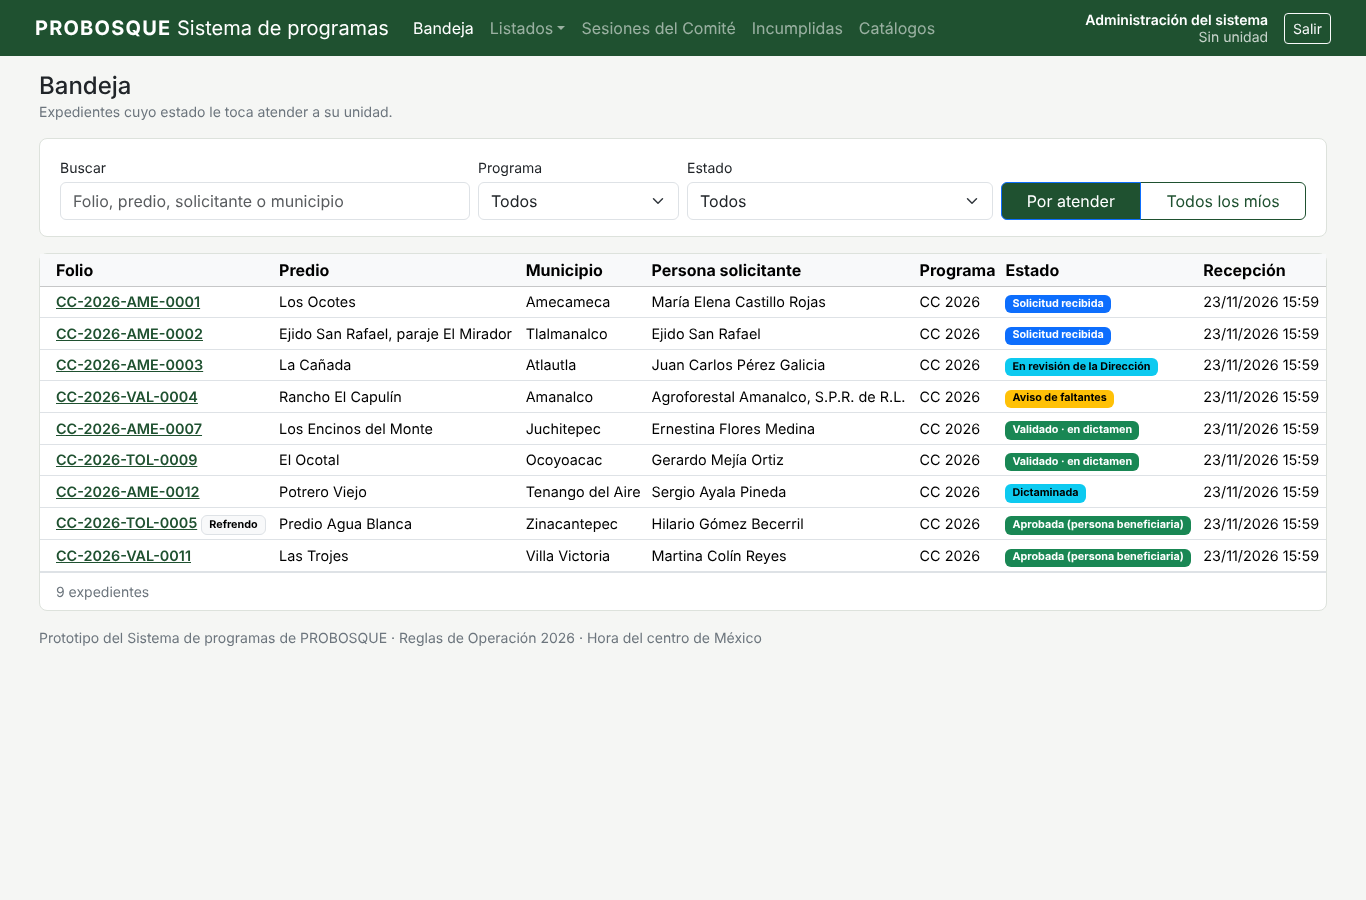 PROBOSQUE Sistema de programas Bandeja Listados Sesiones del Comité Incumplidas Catálogos Administración del sistema Sin unidad Salir
Bandeja
Expedientes cuyo estado le toca atender a su unidad.
Buscar Programa Estado
Folio, predio, solicitante o municipio Todos Todos Por atender Todos los míos
Folio Predio Municipio Persona solicitante Programa Estado Recepción
CC-2026-AME-0001 Los Ocotes Amecameca María Elena Castillo Rojas CC 2026 Solicitud recibida 23/11/2026 15:59
CC-2026-AME-0002 Ejido San Rafael, paraje El Mirador Tlalmanalco Ejido San Rafael CC 2026 Solicitud recibida 23/11/2026 15:59
CC-2026-AME-0003 La Cañada Atlautla Juan Carlos Pérez Galicia CC 2026 En revisión de la Dirección 23/11/2026 15:59
CC-2026-VAL-0004 Rancho El Capulín Amanalco Agroforestal Amanalco, S.P.R. de R.L. CC 2026 Aviso de faltantes 23/11/2026 15:59
CC-2026-AME-0007 Los Encinos del Monte Juchitepec Ernestina Flores Medina CC 2026 Validado · en dictamen 23/11/2026 15:59
CC-2026-TOL-0009 El Ocotal Ocoyoacac Gerardo Mejía Ortiz CC 2026 Validado · en dictamen 23/11/2026 15:59
CC-2026-AME-0012 Potrero Viejo Tenango del Aire Sergio Ayala Pineda CC 2026 Dictaminada 23/11/2026 15:59
CC-2026-TOL-0005 Refrendo Predio Agua Blanca Zinacantepec Hilario Gómez Becerril CC 2026 Aprobada (persona beneficiaria) 23/11/2026 15:59
CC-2026-VAL-0011 Las Trojes Villa Victoria Martina Colín Reyes CC 2026 Aprobada (persona beneficiaria) 23/11/2026 15:59
9 expedientes
Prototipo del Sistema de programas de PROBOSQUE · Reglas de Operación 2026 · Hora del centro de México